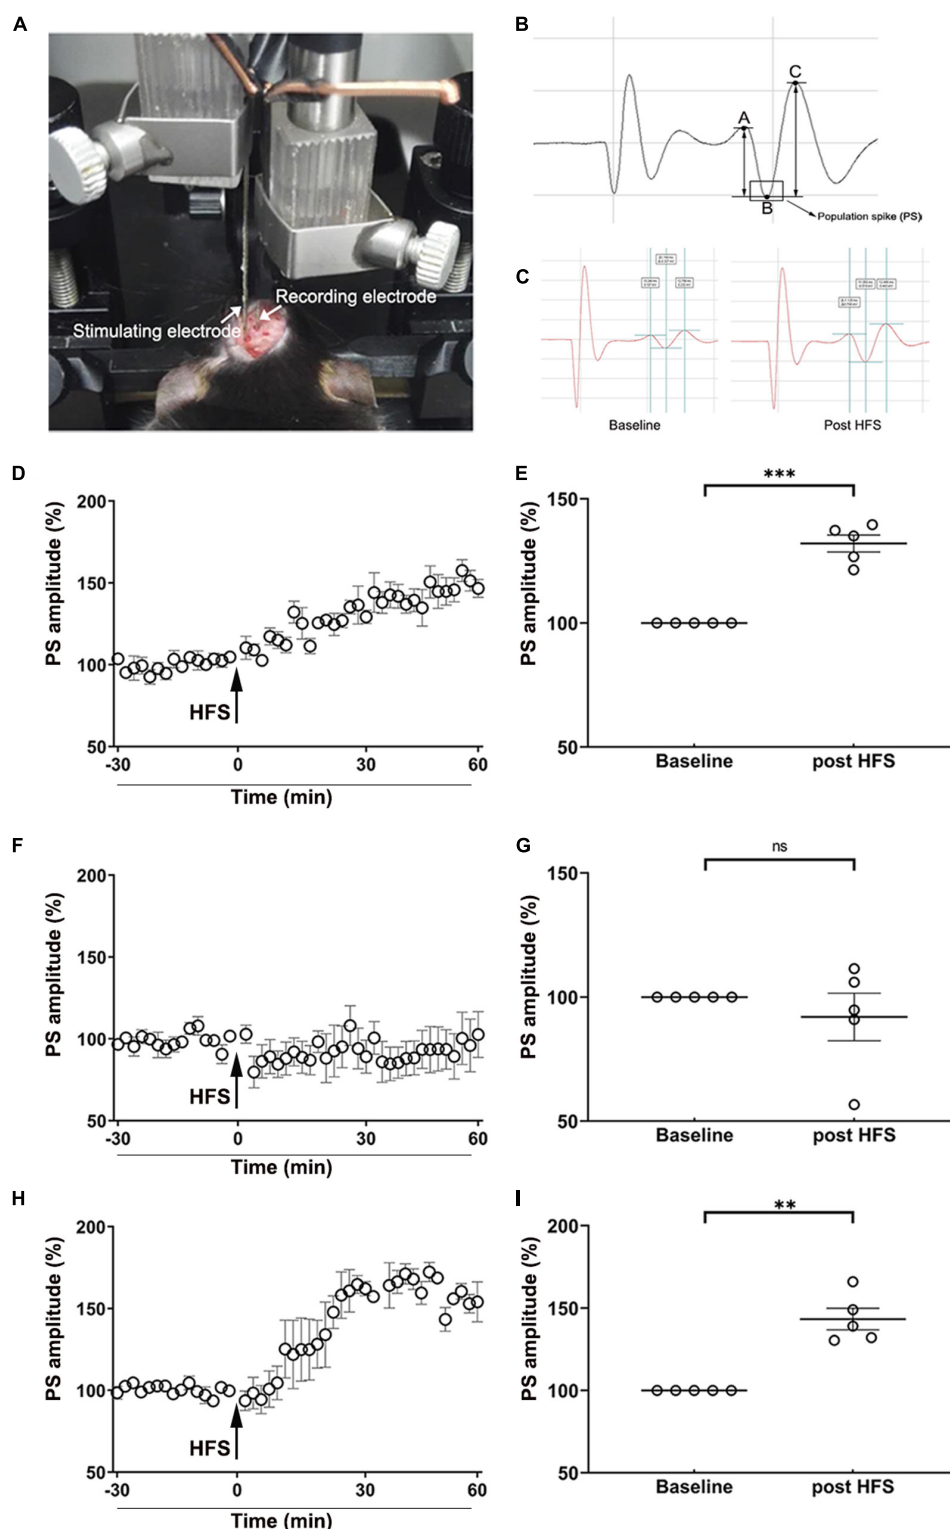 A
Recording electrode
Stimulating electrode
B
A
C
B
Population spike (PS)
C
Baseline
Post HFS
D
PS amplitude (%)
200
150
100
50
HFS
-30
0
30
60
Time (min)
E
PS amplitude (%)
***
150
100
50
Baseline
post HFS
F
PS amplitude (%)
200
150
100
50
HFS
-30
0
30
60
Time (min)
G
PS amplitude (%)
ns
150
100
50
Baseline
post HFS
H
PS amplitude (%)
200
150
100
50
HFS
-30
0
30
60
Time (min)
I
PS amplitude (%)
**
200
150
100
50
Baseline
post HFS